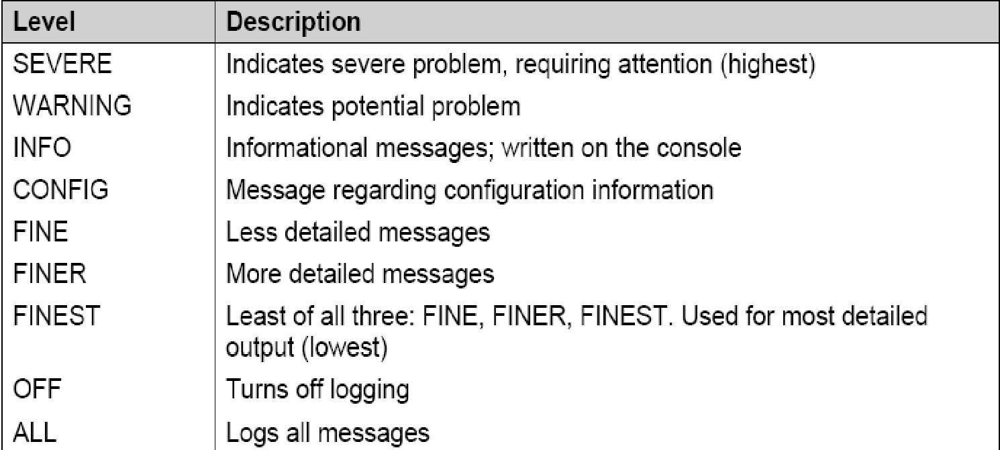 Level Description
SEVERE Indicates severe problem, requiring attention (highest)
WARNING Indicates potential problem
INFO Informational messages; written on the console
CONFIG Message regarding configuration information
FINE Less detailed messages
FINER More detailed messages
FINEST Least of all three: FINE, FINER, FINEST. Used for most detailed
output (lowest)
OFF Turns off logging
ALL Logs all messages